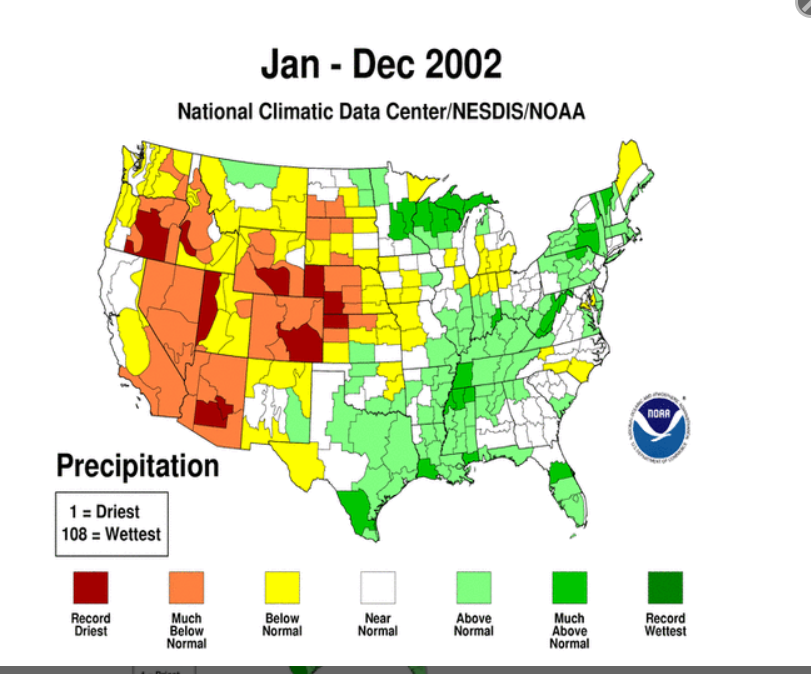 Jan - Dec 2002
National Climatic Data Center/NESDIS/NOAA
NOAA
Precipitation
1 = Driest
108 = Wettest
Record
Driest
Much
Below
Normal
Below
Normal
Near
Normal
Above
Normal
Much
Above
Normal
Record
Wettest